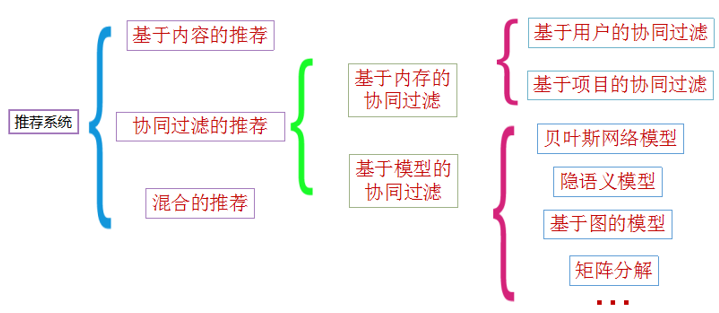 推荐系统
基于内容的推荐
协同过滤的推荐
混合的推荐
基于内存的
协同过滤
基于模型的
协同过滤
基于用户的协同过滤
基于项目的协同过滤
贝叶斯网络模型
隐语义模型
基于图的模型
矩阵分解
...